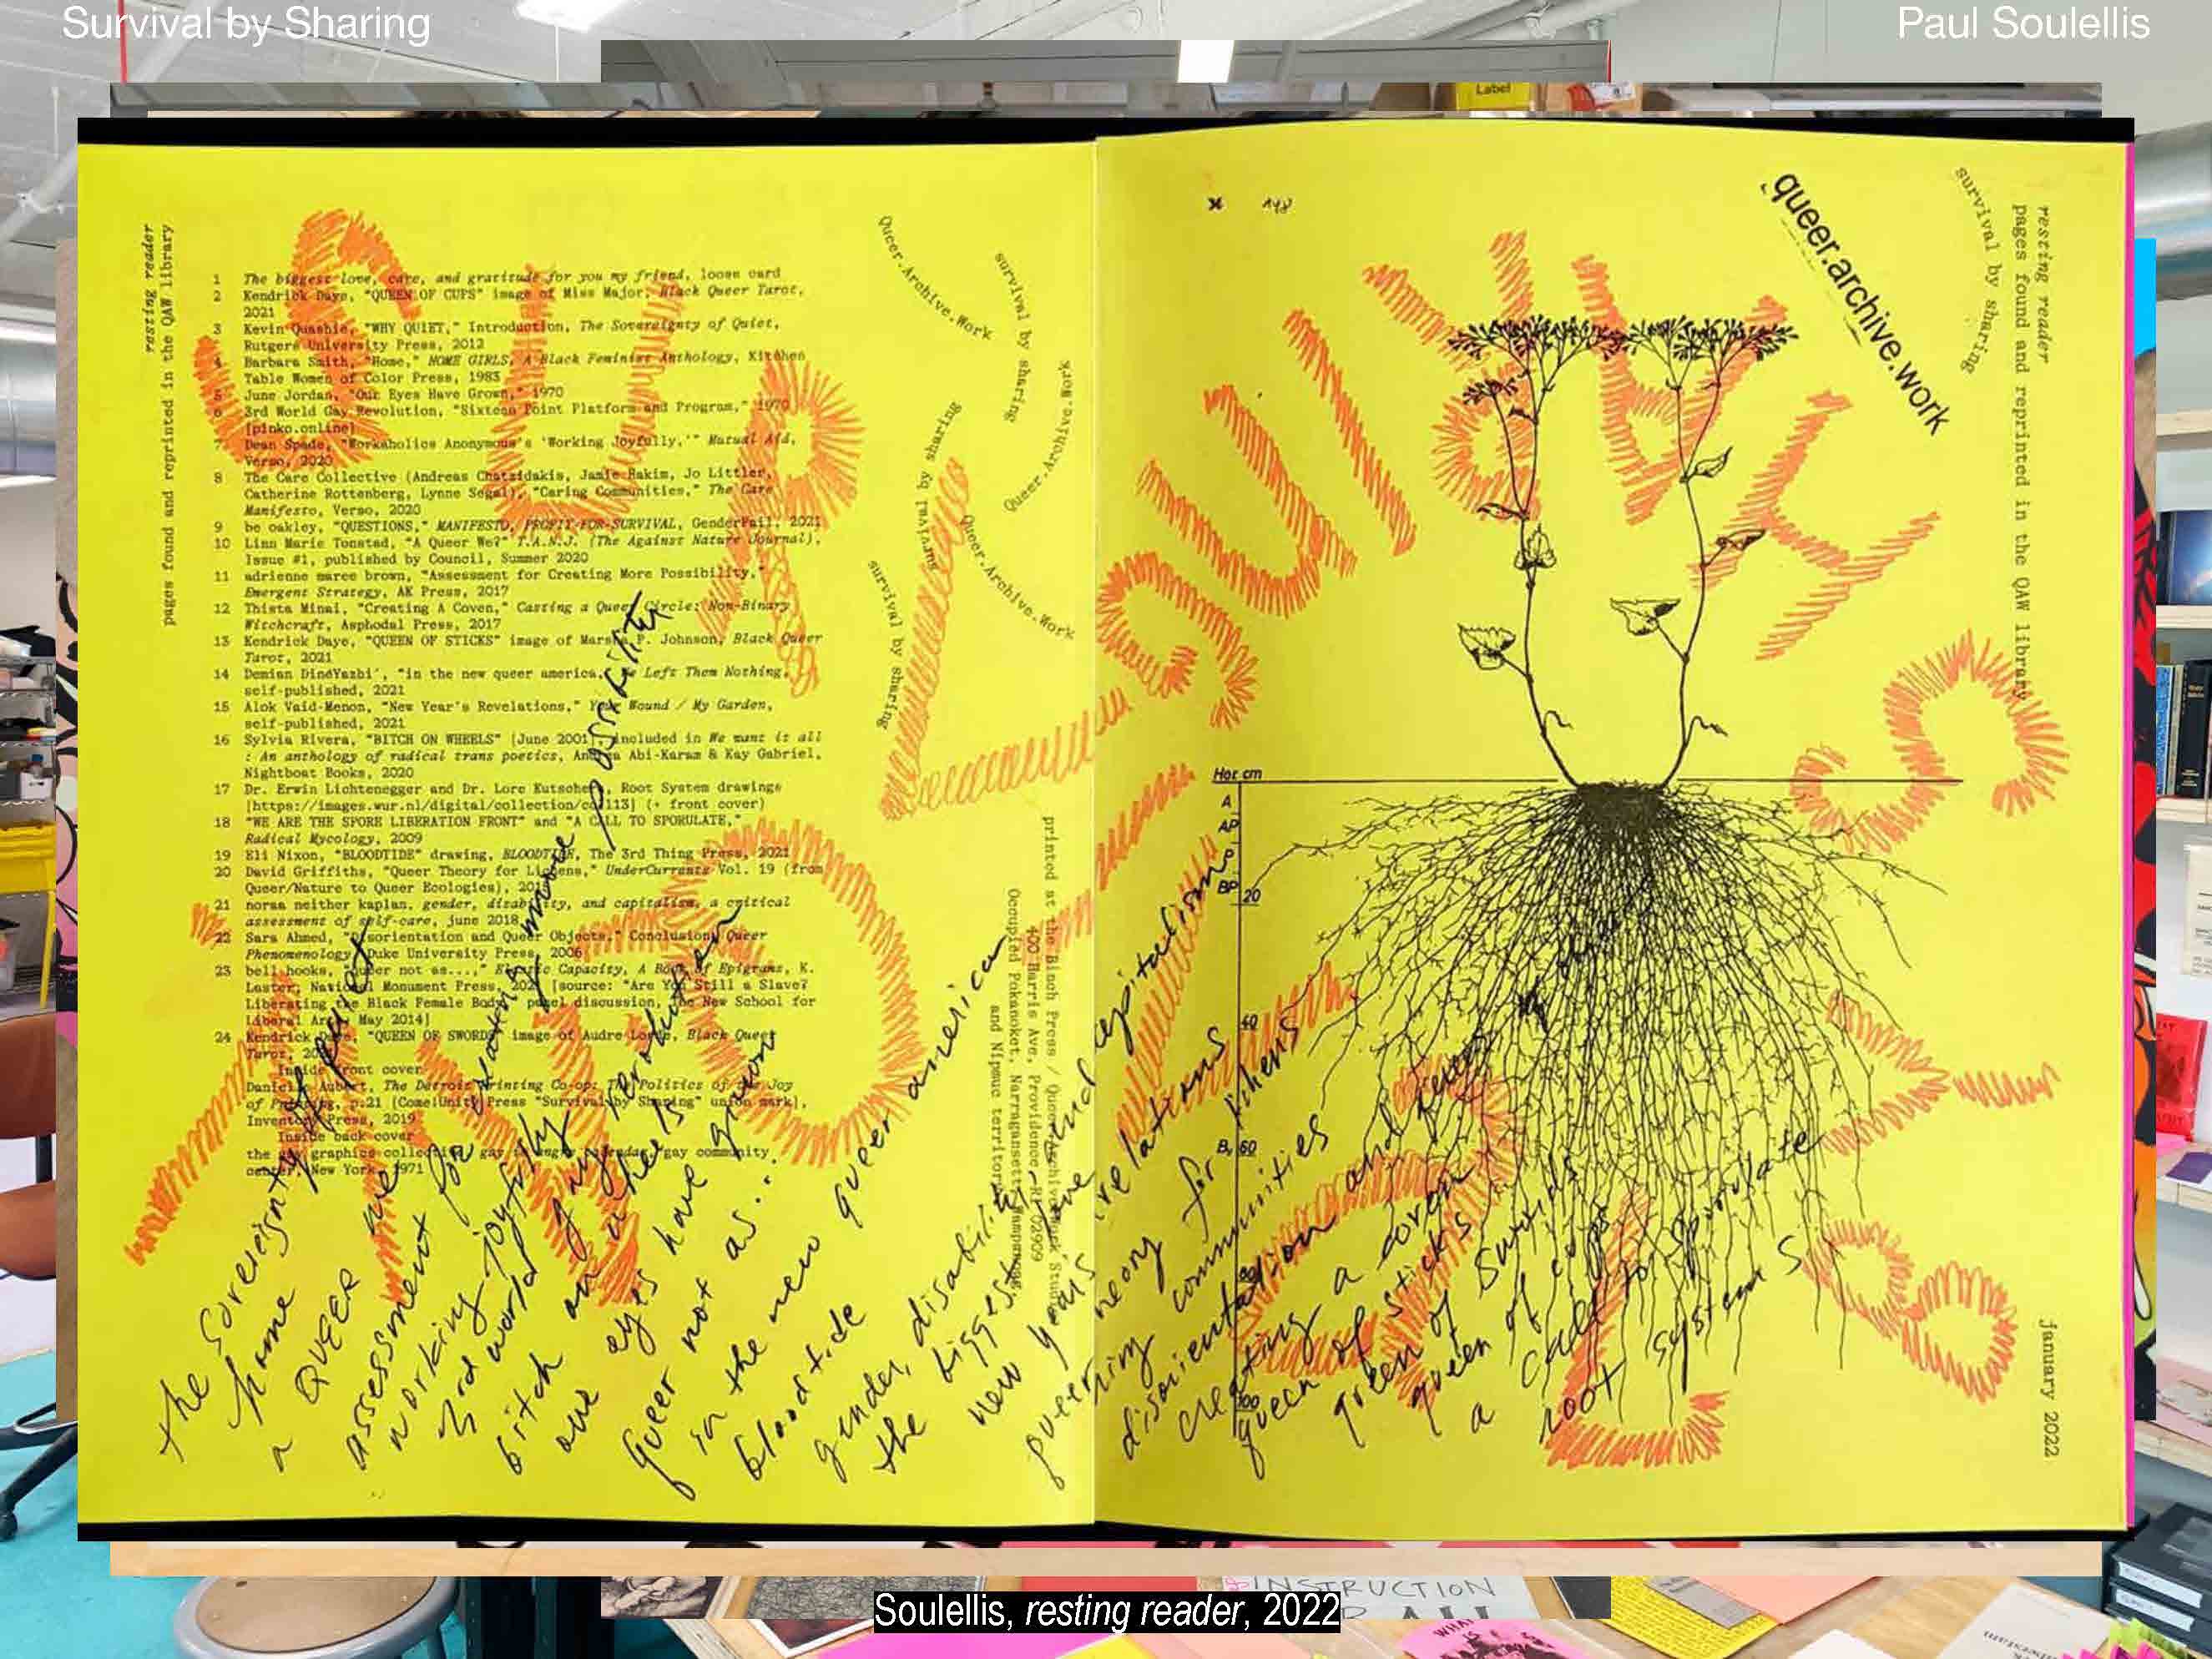 Survival by Sharing
Paul Soulellis
Label
resting reader
pages found and reprinted in the QAW library
1 The biggest love, care, and gratitude for you my friend, loose card
2 Kendrick Daye, "QUEEN OF CUPS" image of Miss Major, Black Queer Tarot,
2021
3 Kevin Quashie, "WHY QUIET," Introduction, The Sovereignty of Quiet,
Rutgers University Press, 2012
4 Barbara Smith, "Home," HOME GIRLS, A Black Feminist Anthology, Kitchen
Table Women of Color Press, 1983
5 June Jordan, "Our Eyes Have Grown," 1970
6 3rd World Gay Revolution, "Sixteen Point Platform and Program," 1970
[pinko.online]
7 Dean Spade, "Workaholics Anonymous's 'Working Joyfully,'" Mutual Aid,
Verso, 2020
8 The Care Collective (Andreas Chatzidakis, Jamie Hakim, Jo Littler,
Catherine Rottenberg, Lynne Segal), "Caring Communities," The Care
Manifesto, Verso, 2020
9 be oakley, "QUESTIONS," MANIFESTO, PROFIT-FOR-SURVIVAL, GenderFail, 2021
10 Linn Marie Tonstad, "A Queer We?" T.A.N.J. (The Against Nature Journal),
Issue #1, published by Council, Summer 2020
11 adrienne maree brown, "Assessment for Creating More Possibility,"
Emergent Strategy, AK Press, 2017
12 Thista Minai, "Creating A Coven," Casting a Queer Circle: Non-Binary
Witchcraft, Asphodel Press, 2017
13 Kendrick Daye, "QUEEN OF STICKS" image of Marsha P. Johnson, Black Queer
Tarot, 2021
14 Demian DinéYazhi´, "in the new queer america, Left Them Nothing,
self-published, 2021
15 Alok Vaid-Menon, "New Year's Revelations," Your Wound / My Garden,
self-published, 2021
16 Sylvia Rivera, "BITCH ON WHEELS" [June 2001], included in We want it all
: An anthology of radical trans poetics, Andrea Abi-Karam & Kay Gabriel,
Nightboat Books, 2020
17 Dr. Erwin Lichtenegger and Dr. Lore Kutschera, Root System drawings
[https://images.wur.nl/digital/collection/coll13] (+ front cover)
18 "WE ARE THE SPORE LIBERATION FRONT" and "A CALL TO SPORULATE,"
Radical Mycology, 2009
19 Eli Nixon, "BLOODTIDE" drawing, BLOODTIDE, The 3rd Thing Press, 2021
20 David Griffiths, "Queer Theory for Lichens," UnderCurrents Vol. 19 (from
Queer/Nature to Queer Ecologies), 2015
21 noraa neither kaplan, gender, disability, and capitalism, a critical
assessment of self-care, june 2018
22 Sara Ahmed, "Disorientation and Queer Objects," Conclusion, Queer
Phenomenology, Duke University Press, 2006
23 bell hooks, "Queer not as...," Electric Capacity, A Book of Epigrams, K.
Laster, National Monument Press, 202 [source: "Are You Still a Slave?
Liberating the Black Female Body" panel discussion, The New School for
Liberal Arts, May 2014]
24 Kendrick Daye, "QUEEN OF SWORDS" image of Audre Lorde, Black Queer
Tarot, 2021
Inside front cover
Danielle Aubert, The Detroit Printing Co-op: The Politics of the Joy
of Printing, p.21 [Come!Unity Press "Survival by Sharing" union mark],
Inventory Press, 2019
Inside back cover
the gay graphics collective, gay is angry calendar, gay community
center, New York, 1971
Queer.Archive.Work
survival by sharing
Queer.Archive.Work
survival by sharing
Queer.Archive.Work
survival by sharing
printed at the Binch Press / Queer.Archive.Work Studio
400 Harris Ave, Providence RI 02909
Occupied Pokanoket, Narragansett, Wampanoag,
and Nipmuc territories
the sovereignty of quiet
home
a QUEER we
assessment for creating more possibility
working joyfully
3rd world gay revolution
bitch on wheels
our eyes have grown
queer not as...
in the new queer american
bloodtide
gender, disability and capitalism
the biggest love
new years revelations
queer theory for lichens
caring communities
disorientation and queer objects
creating a coven
queen of sticks
queen of swords
queen of cups
a call to sporulate
root systems
queer.archive.work
survival by sharing
resting reader
pages found and reprinted in the QAW library
january 2022
Hor. cm
A
AP
P
BP 20
40
B, 60
80
100
INSTRUCTION
Soulellis, resting reader, 2022